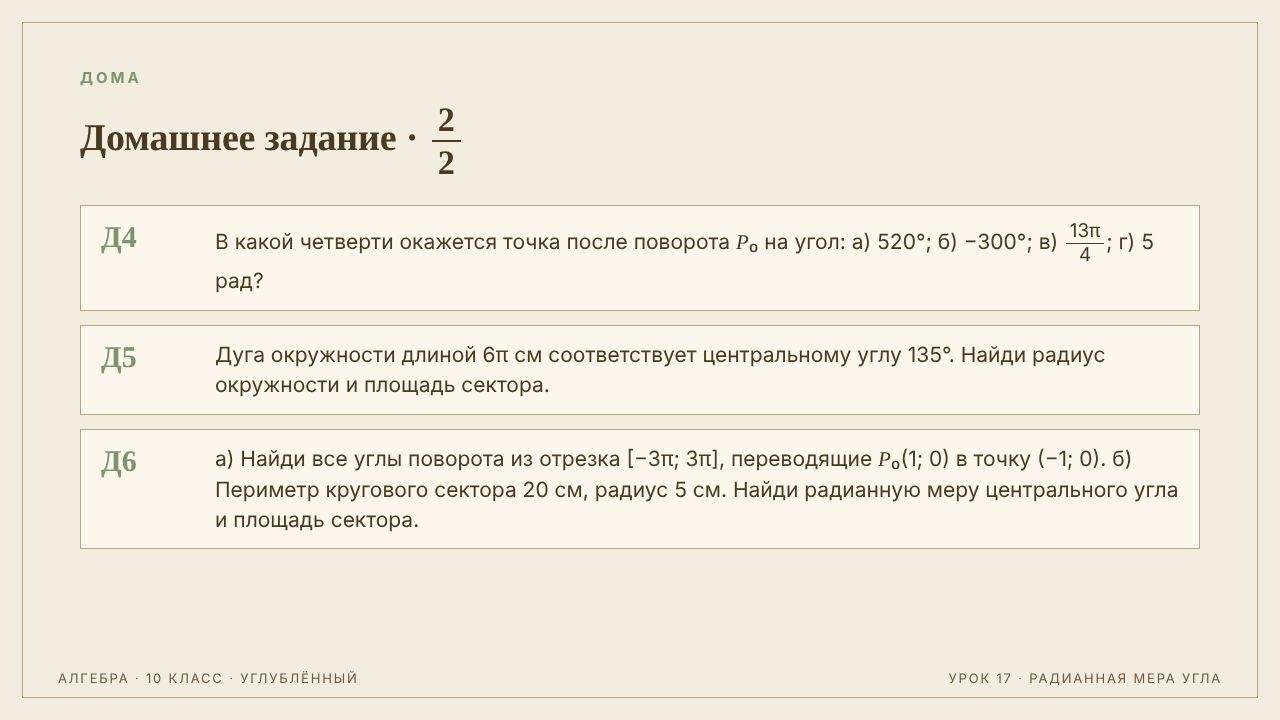 ДОМА
Домашнее задание · 2/2
Д4
В какой четверти окажется точка после поворота P₀ на угол: а) 520°; б) −300°; в) 13π/4; г) 5
рад?
Д5
Дуга окружности длиной 6π см соответствует центральному углу 135°. Найди радиус
окружности и площадь сектора.
Д6
а) Найди все углы поворота из отрезка [−3π; 3π], переводящие P₀(1; 0) в точку (−1; 0). б)
Периметр кругового сектора 20 см, радиус 5 см. Найди радианную меру центрального угла
и площадь сектора.
АЛГЕБРА · 10 КЛАСС · УГЛУБЛЁННЫЙ
УРОК 17 · РАДИАННАЯ МЕРА УГЛА